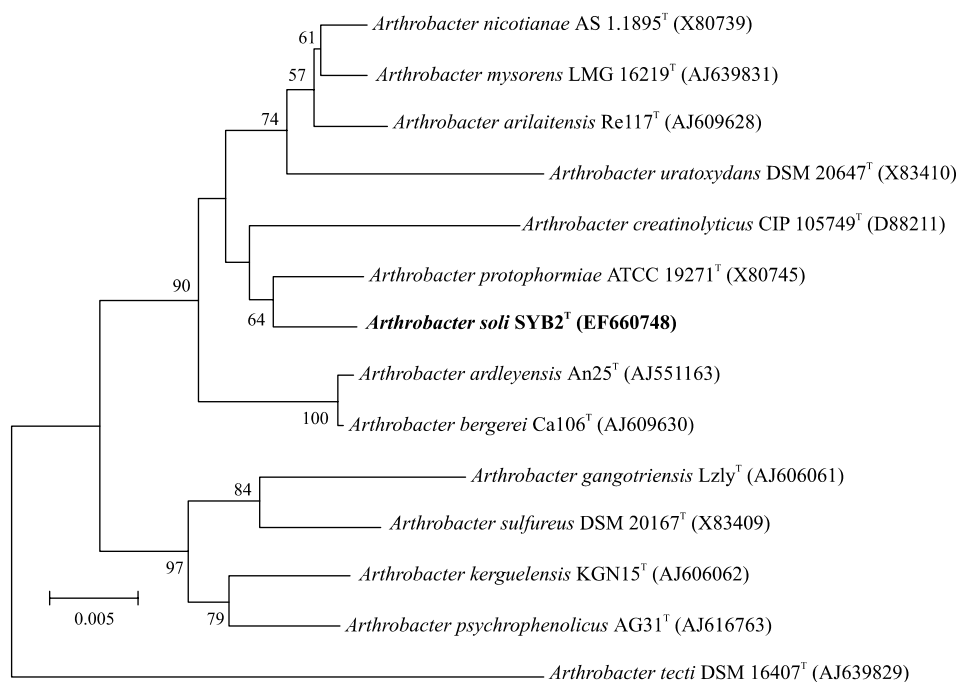 Arthrobacter nicotianae AS 1.1895ᵀ (X80739)
61
Arthrobacter mysorens LMG 16219ᵀ (AJ639831)
57
74
Arthrobacter arilaitensis Re117ᵀ (AJ609628)
Arthrobacter uratoxydans DSM 20647ᵀ (X83410)
Arthrobacter creatinolyticus CIP 105749ᵀ (D88211)
Arthrobacter protophormiae ATCC 19271ᵀ (X80745)
90
64
Arthrobacter soli SYB2ᵀ (EF660748)
Arthrobacter ardleyensis An25ᵀ (AJ551163)
100
Arthrobacter bergerei Ca106ᵀ (AJ609630)
Arthrobacter gangotriensis Lzlyᵀ (AJ606061)
84
Arthrobacter sulfureus DSM 20167ᵀ (X83409)
97
Arthrobacter kerguelensis KGN15ᵀ (AJ606062)
0.005
79
Arthrobacter psychrophenolicus AG31ᵀ (AJ616763)
Arthrobacter tecti DSM 16407ᵀ (AJ639829)